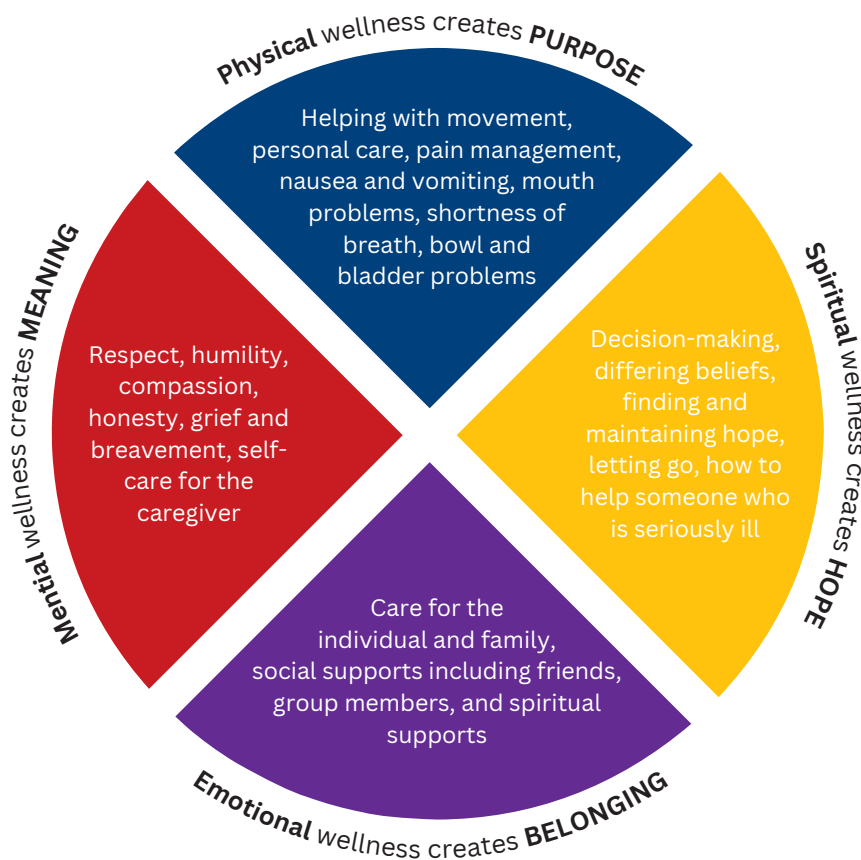 Physical wellness creates PURPOSE
Helping with movement,
personal care, pain management,
nausea and vomiting, mouth
problems, shortness of
breath, bowl and
bladder problems
Spiritual wellness creates HOPE
Decision-making,
differing beliefs,
finding and
maintaining hope,
letting go, how to
help someone who
is seriously ill
Emotional wellness creates BELONGING
Care for the
individual and family,
social supports including friends,
group members, and spiritual
supports
Mential wellness creates MEANING
Respect, humility,
compassion,
honesty, grief and
breavement, self-
care for the
caregiver